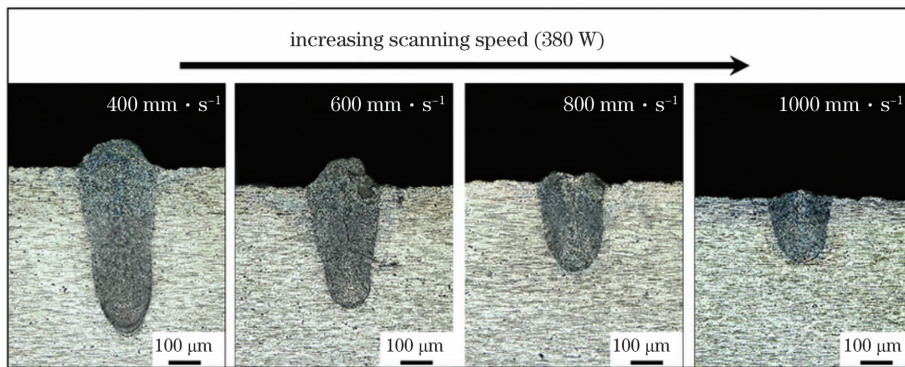 increasing scanning speed (380 W)
400 mm · s⁻¹
600 mm · s⁻¹
800 mm · s⁻¹
1000 mm · s⁻¹
100 μm
100 μm
100 μm
100 μm